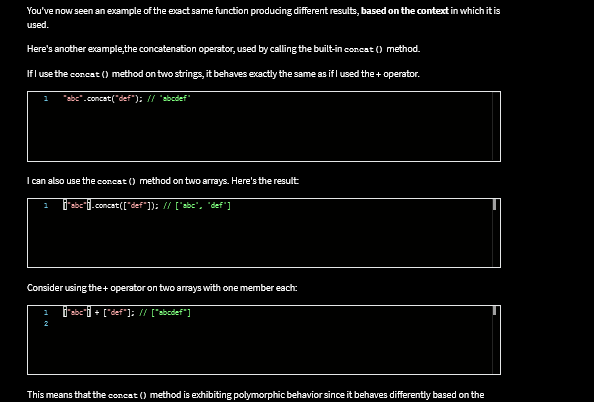 You've now seen an example of the exact same function producing different results, based on the context in which it is
used.
Here's another example,the concatenation operator, used by calling the built-in concat() method.
If I use the concat() method on two strings, it behaves exactly the same as if I used the + operator.
1 "abc".concat("def"); // 'abcdef'
I can also use the concat() method on two arrays. Here's the result:
1 ["abc"].concat(["def"]); // ['abc', 'def']
Consider using the + operator on two arrays with one member each:
1 ["abc"] + ["def"]; // ["abcdef"]
2
This means that the concat() method is exhibiting polymorphic behavior since it behaves differently based on the